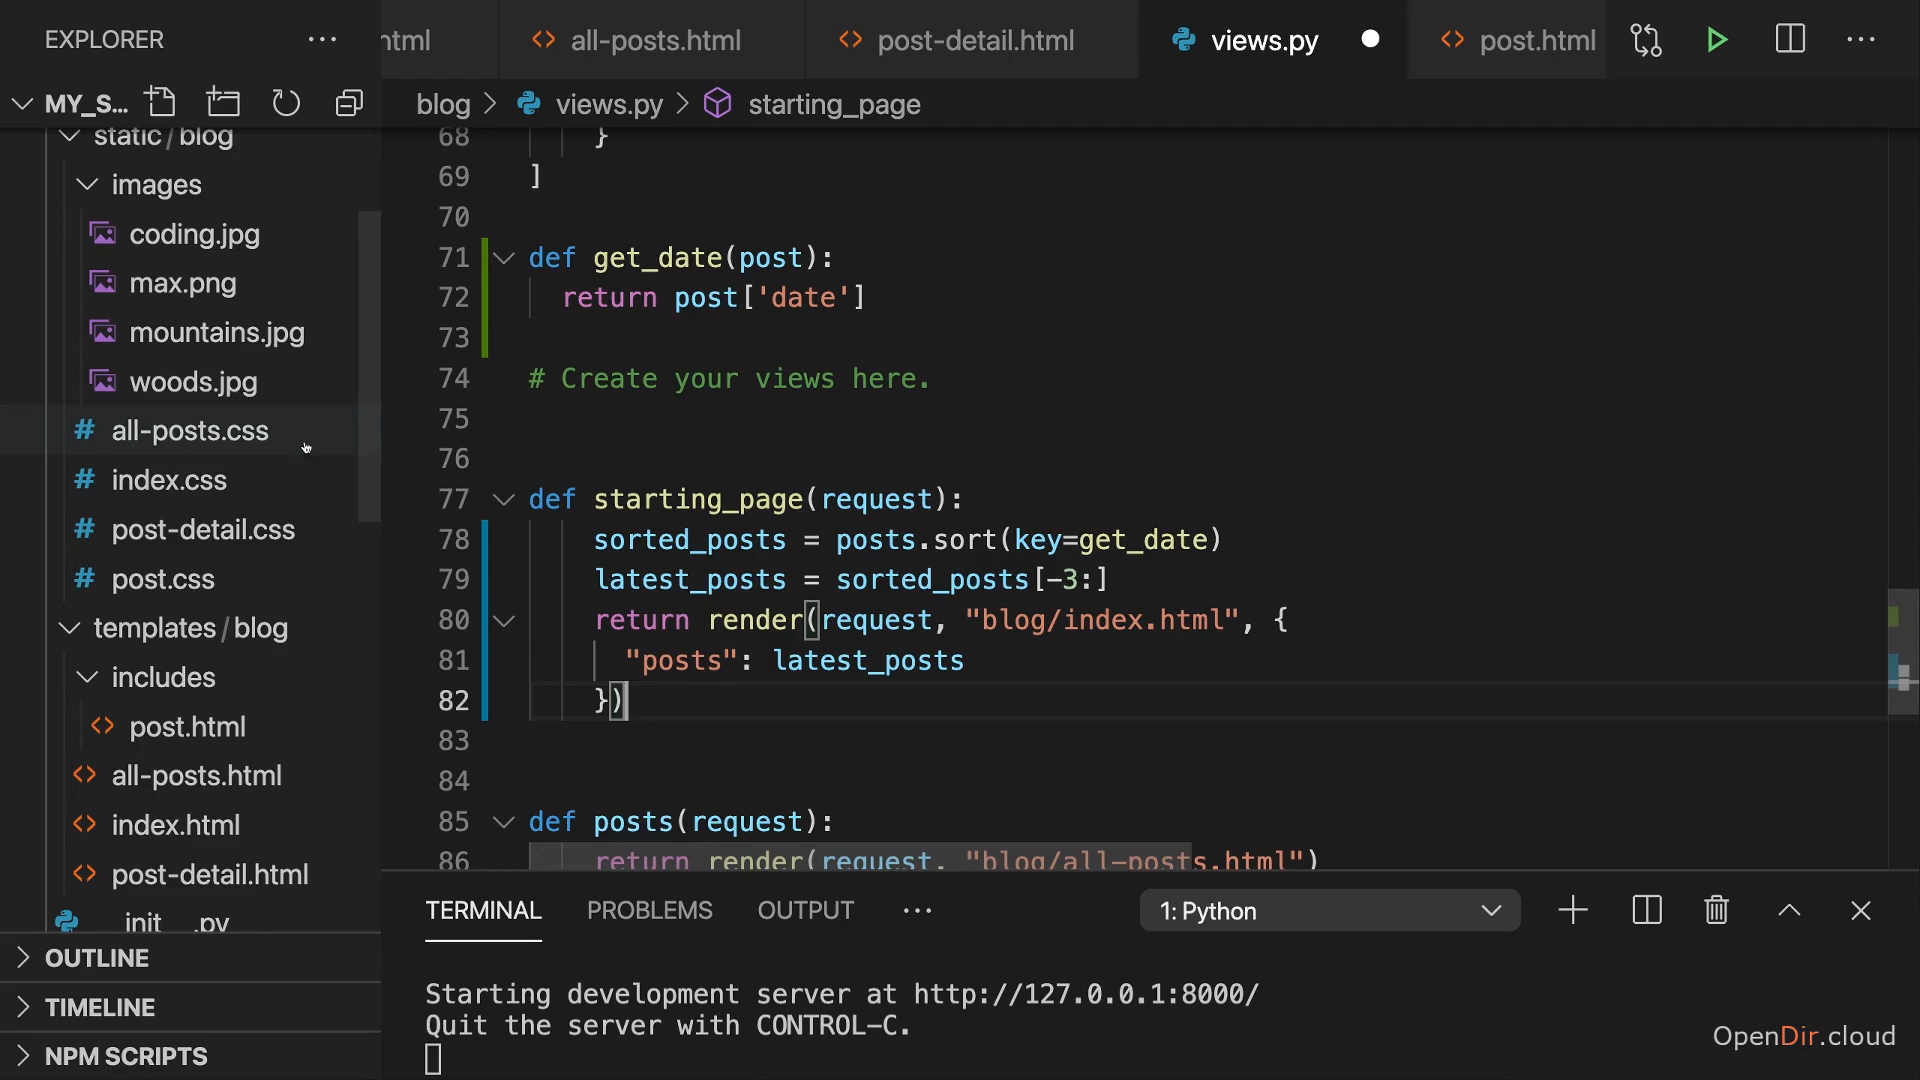 EXPLORER
html
all-posts.html
post-detail.html
views.py
post.html
MY_S...
blog > views.py > starting_page
static/blog
images
coding.jpg
max.png
mountains.jpg
woods.jpg
# all-posts.css
# index.css
# post-detail.css
# post.css
templates/blog
includes
post.html
all-posts.html
index.html
post-detail.html
__init__.py
OUTLINE
TIMELINE
NPM SCRIPTS
68 }
69 ]
70
71 def get_date(post):
72 return post['date']
73
74 # Create your views here.
75
76
77 def starting_page(request):
78 sorted_posts = posts.sort(key=get_date)
79 latest_posts = sorted_posts[-3:]
80 return render(request, "blog/index.html", {
81 "posts": latest_posts
82 })
83
84
85 def posts(request):
86 return render(request, "blog/all-posts.html")
TERMINAL PROBLEMS OUTPUT ...
1: Python
Starting development server at http://127.0.0.1:8000/
Quit the server with CONTROL-C.
OpenDir.cloud